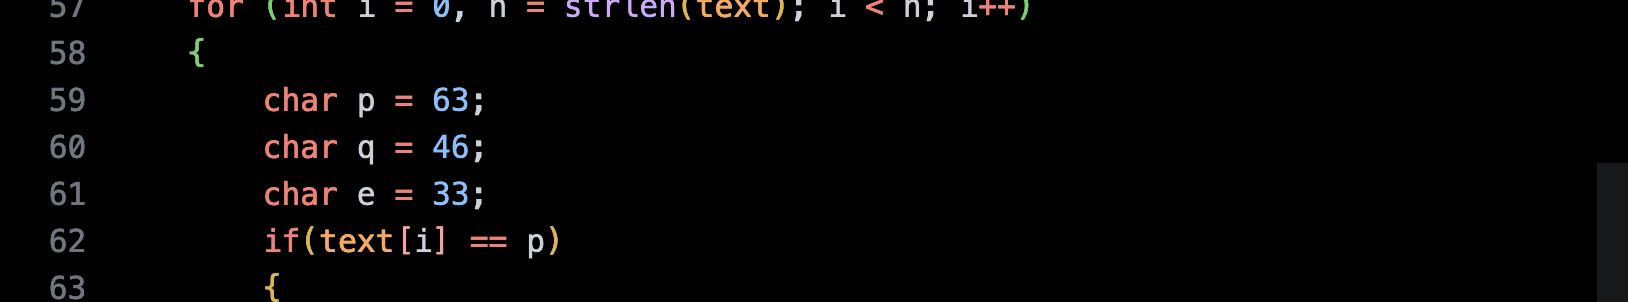 57 for (int i = 0, n = strlen(text); i < n; i++)
58 {
59 char p = 63;
60 char q = 46;
61 char e = 33;
62 if(text[i] == p)
63 {